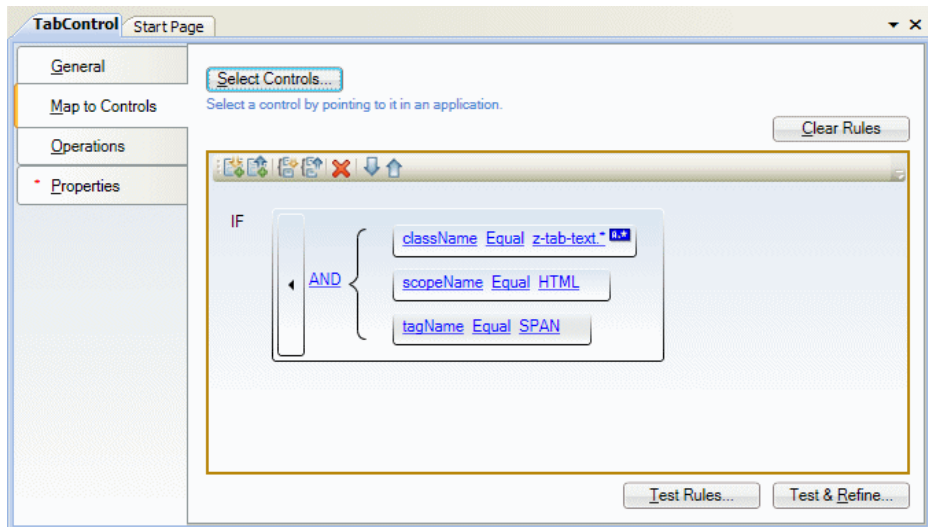 TabControl Start Page
General
Select Controls...
Map to Controls
Select a control by pointing to it in an application.
Clear Rules
Operations
* Properties
IF
className Equal z-tab-text.* a.*
AND
scopeName Equal HTML
tagName Equal SPAN
Test Rules... Test & Refine...